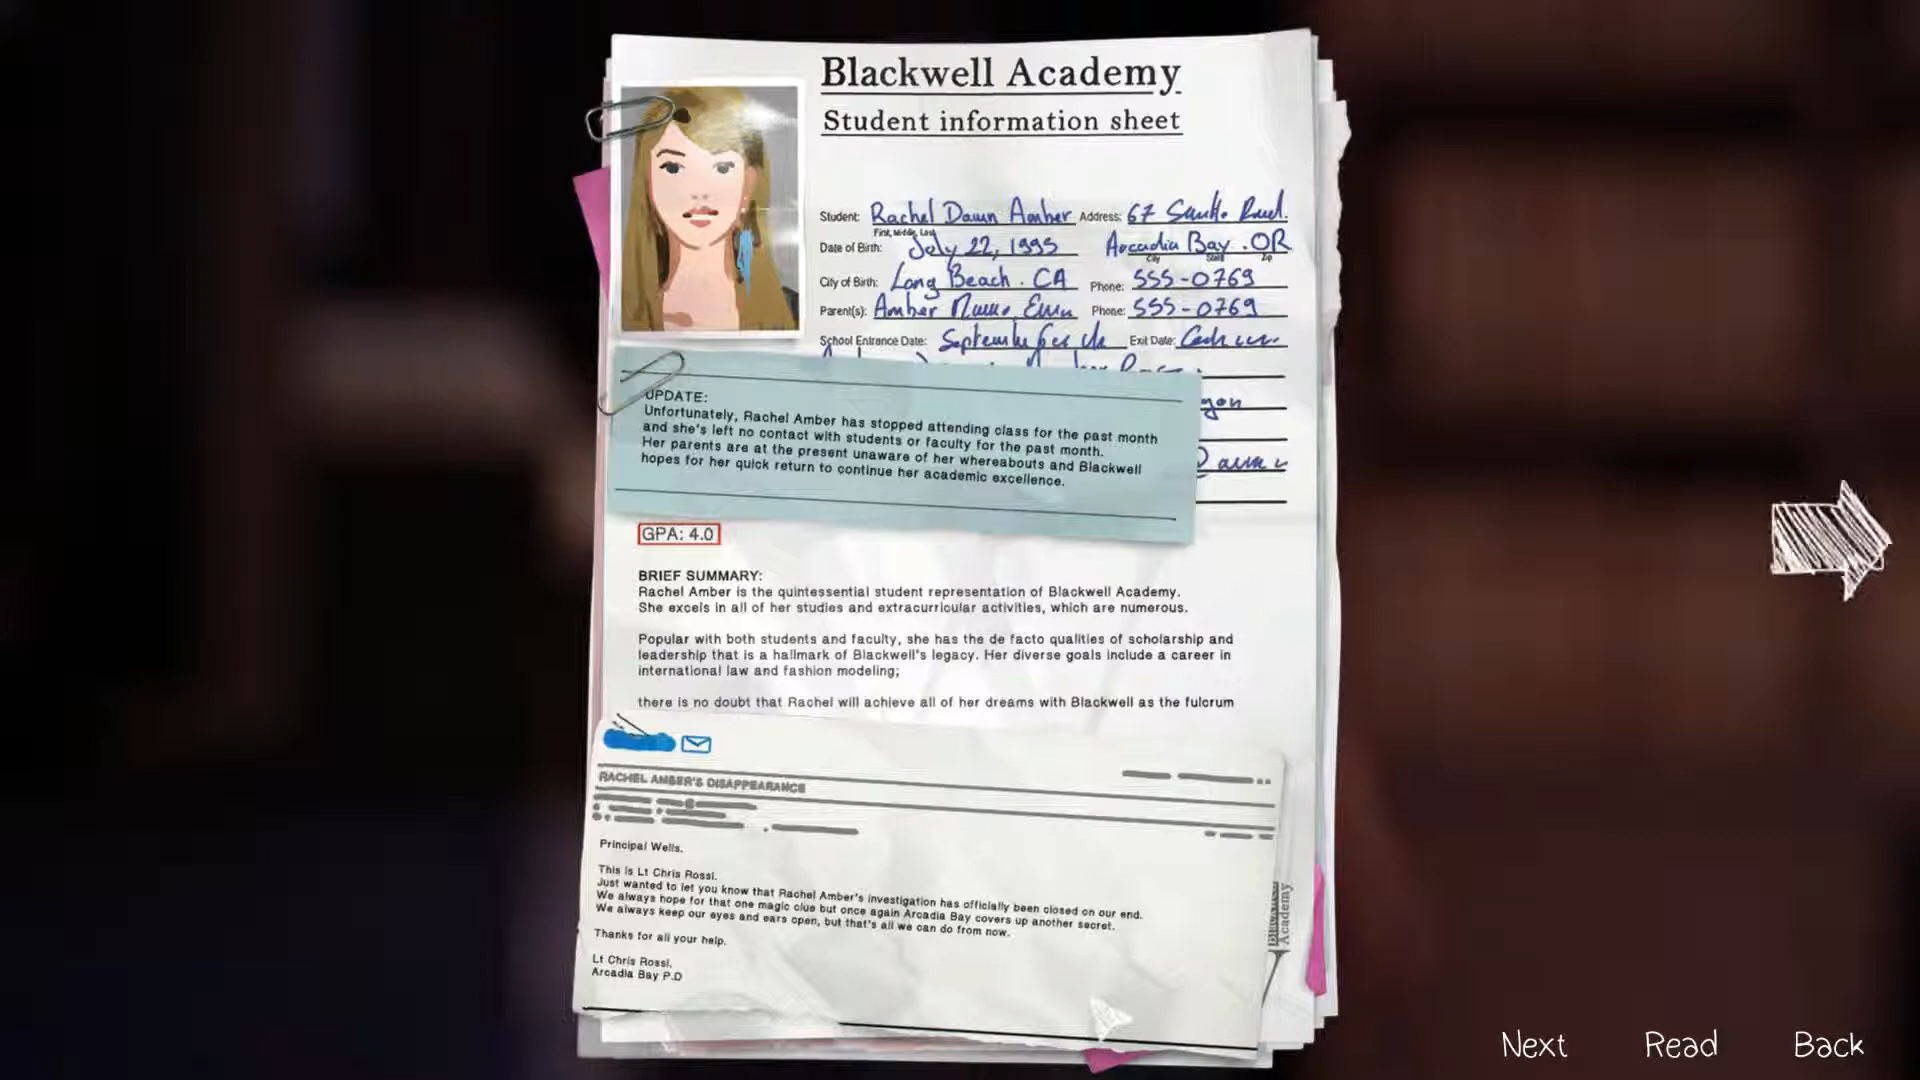 Blackwell Academy
Student information sheet
Student: Rachel Dawn Amber Address: 67
First, Middle, Last
Date of Birth: July 22, 1995 Arcadia Bay . OR
City State Zip
City of Birth: Long Beach . CA Phone: 555-0769
Parent(s): Amber Phone: 555-0769
School Entrance Date: Exit Date:
UPDATE:
Unfortunately, Rachel Amber has stopped attending class for the past month
and she's left no contact with students or faculty for the past month.
Her parents are at the present unaware of her whereabouts and Blackwell
hopes for her quick return to continue her academic excellence.
GPA: 4.0
BRIEF SUMMARY:
Rachel Amber is the quintessential student representation of Blackwell Academy.
She excels in all of her studies and extracurricular activities, which are numerous.
Popular with both students and faculty, she has the de facto qualities of scholarship and
leadership that is a hallmark of Blackwell's legacy. Her diverse goals include a career in
international law and fashion modeling;
there is no doubt that Rachel will achieve all of her dreams with Blackwell as the fulcrum
RACHEL AMBER'S DISAPPEARANCE
Principal Wells.
This is Lt Chris Rossi.
Just wanted to let you know that Rachel Amber's investigation has officially been closed on our end.
We always hope for that one magic clue but once again Arcadia Bay covers up another secret.
We always keep our eyes and ears open, but that's all we can do from now.
Thanks for all your help.
Lt Chris Rossi.
Arcadia Bay P.D
Academy
Next Read Back